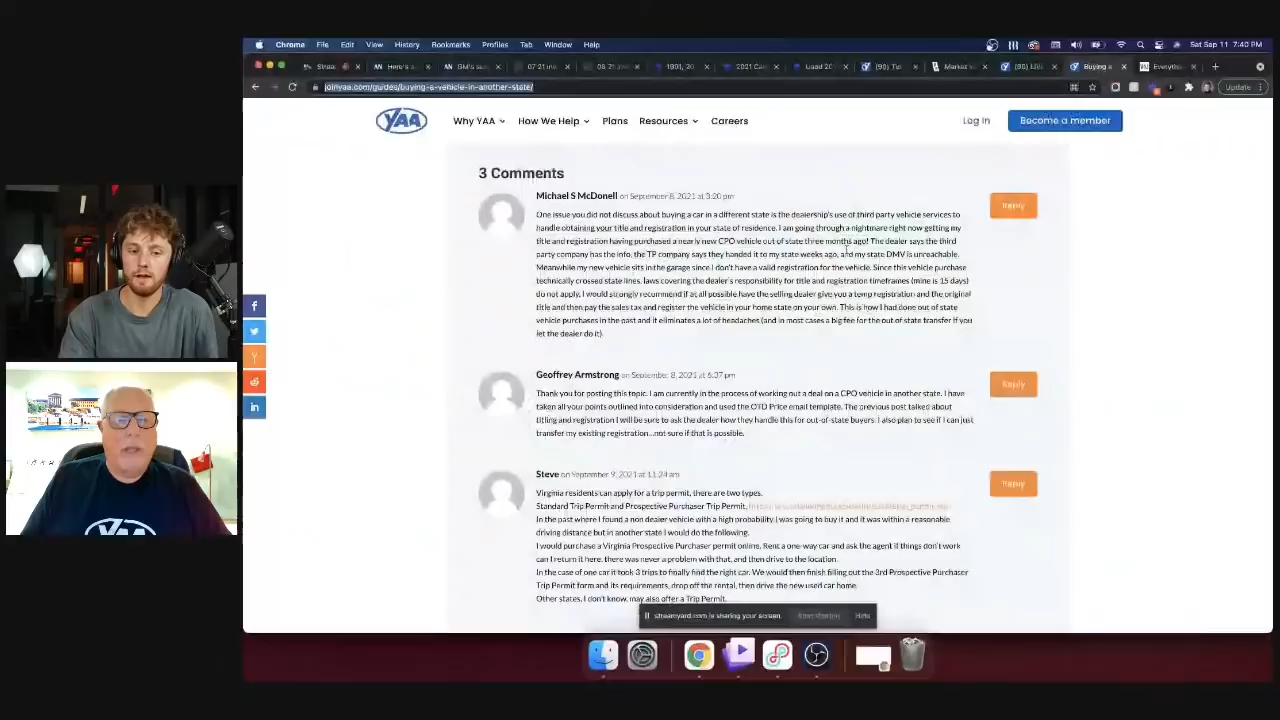 Chrome File Edit View History Bookmarks Profiles Tab Window Help
Sat Sep 11 7:40 PM
joinyaa.com/guides/buying-a-vehicle-in-another-state/
Update
YAA
Why YAA
How We Help
Plans
Resources
Careers
Log In
Become a member
3 Comments
Michael S McDonell on September 8, 2021 at 3:20 pm
Reply
One issue you did not discuss about buying a car in a different state is the dealership's use of third party vehicle services to
handle obtaining your title and registration in your state of residence. I am going through a nightmare right now getting my
title and registration having purchased a nearly new CPO vehicle out of state three months ago! The dealer says the third
party company has the info, the TP company says they handed it to my state weeks ago, and my state DMV is unreachable.
Meanwhile my new vehicle sits in the garage since I don't have a valid registration for the vehicle. Since this vehicle purchase
technically crossed state lines, laws covering the dealer's responsibility for title and registration timeframes (mine is 15 days)
do not apply. I would strongly recommend if at all possible have the selling dealer give you a temp registration and the original
title and then pay the sales tax and register the vehicle in your home state on your own. This is how I had done out of state
vehicle purchases in the past and it eliminates a lot of headaches (and in most cases a big fee for the out of state transfer if you
let the dealer do it).
Geoffrey Armstrong on September 8, 2021 at 6:37 pm
Reply
Thank you for posting this topic. I am currently in the process of working out a deal on a CPO vehicle in another state. I have
taken all your points outlined into consideration and used the OTD Price email template. The previous post talked about
titling and registration I will be sure to ask the dealer how they handle this for out-of-state buyers. I also plan to see if I can just
transfer my existing registration...not sure if that is possible.
Steve on September 9, 2021 at 11:24 am
Reply
Virginia residents can apply for a trip permit, there are two types.
Standard Trip Permit and Prospective Purchaser Trip Permit.
In the past where I found a non dealer vehicle with a high probability I was going to buy it and it was within a reasonable
driving distance but in another state I would do the following.
I would purchase a Virginia Prospective Purchaser permit online. Rent a one-way car and ask the agent if things don't work
can I return it here, there was never a problem with that, and then drive to the location.
In the case of one car it took 3 trips to finally find the right car. We would then finish filling out the 3rd Prospective Purchaser
Trip Permit form and its requirements, drop off the rental, then drive the new used car home.
Other states, I don't know, may also offer a Trip Permit.
streamyard.com is sharing your screen.
Stop sharing
Hide
YAA